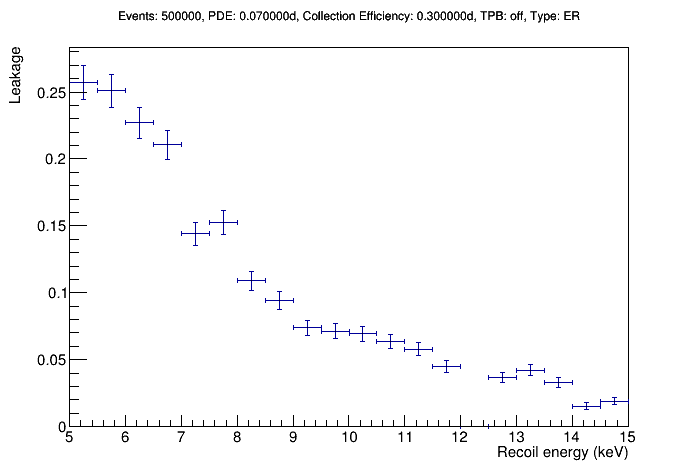 Events: 500000, PDE: 0.070000d, Collection Efficiency: 0.300000d, TPB: off, Type: ER
Leakage
0.25
0.2
0.15
0.1
0.05
0
5 6 7 8 9 10 11 12 13 14 15
Recoil energy (keV)